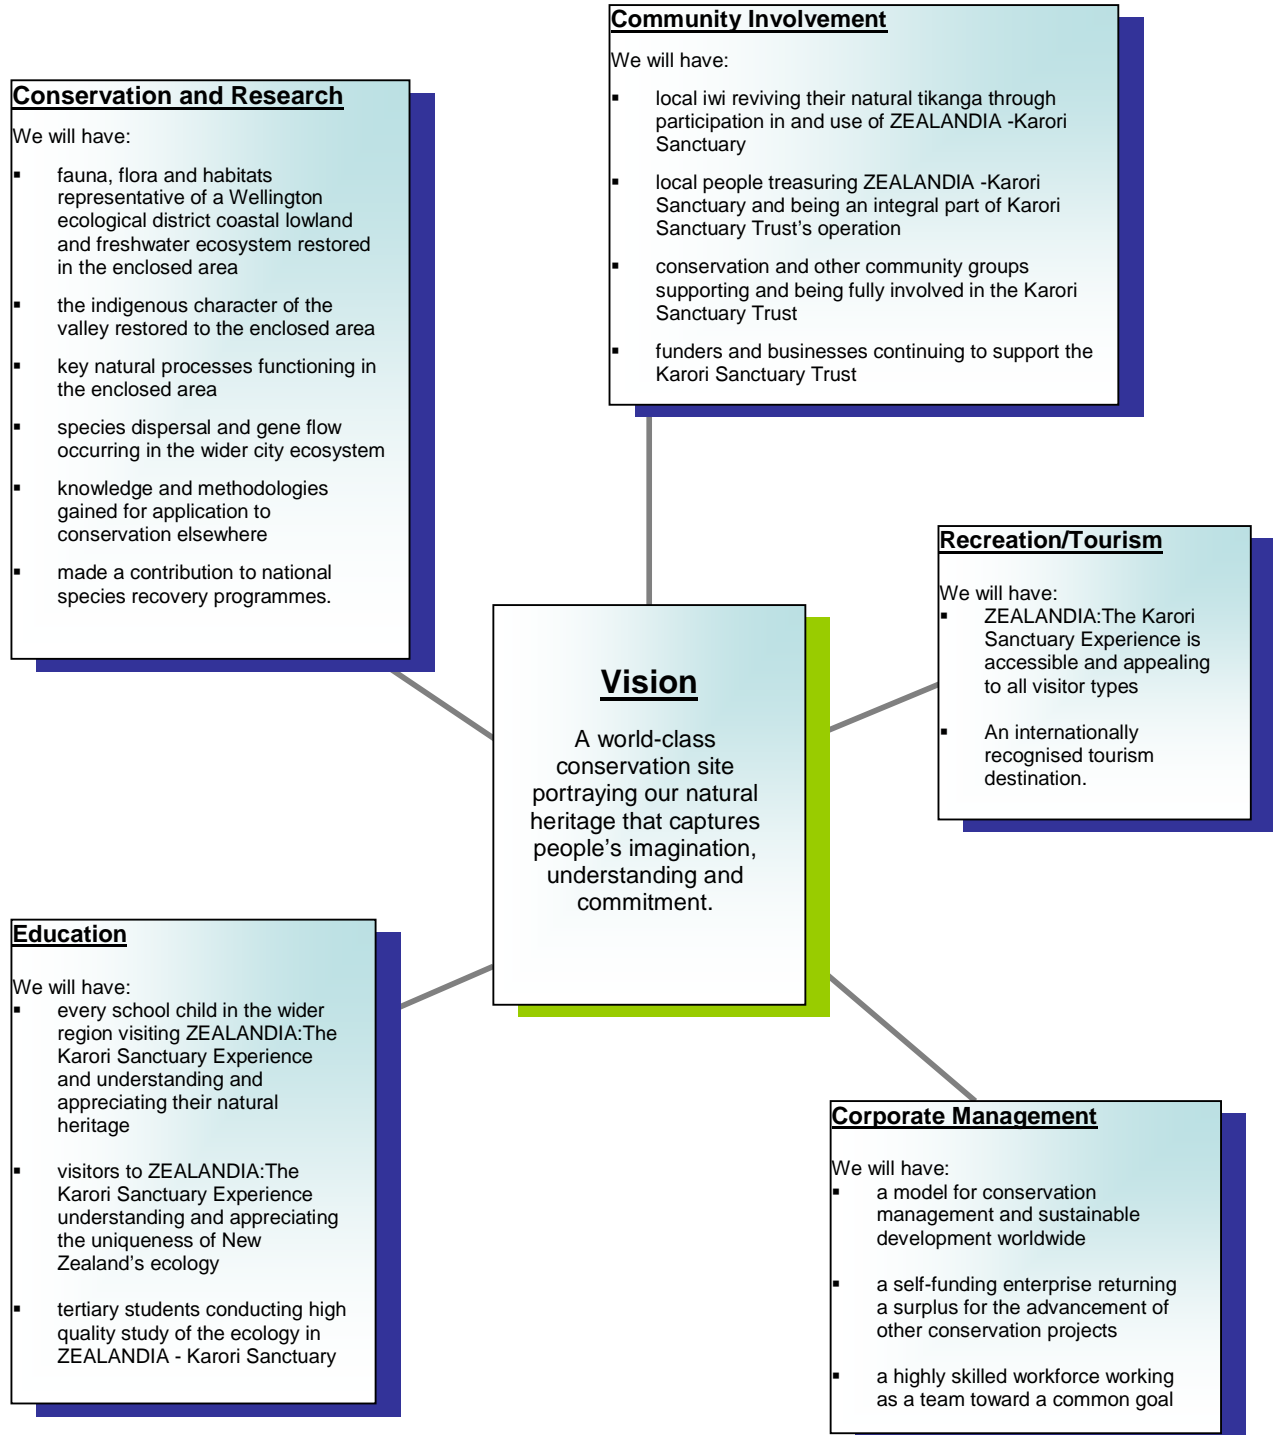 Community Involvement
We will have:
▪ local iwi reviving their natural tikanga through
participation in and use of ZEALANDIA -Karori
Sanctuary
▪ local people treasuring ZEALANDIA -Karori
Sanctuary and being an integral part of Karori
Sanctuary Trust’s operation
▪ conservation and other community groups
supporting and being fully involved in the Karori
Sanctuary Trust
▪ funders and businesses continuing to support the
Karori Sanctuary Trust
Conservation and Research
We will have:
▪ fauna, flora and habitats
representative of a Wellington
ecological district coastal lowland
and freshwater ecosystem restored
in the enclosed area
▪ the indigenous character of the
valley restored to the enclosed area
▪ key natural processes functioning in
the enclosed area
▪ species dispersal and gene flow
occurring in the wider city ecosystem
▪ knowledge and methodologies
gained for application to
conservation elsewhere
▪ made a contribution to national
species recovery programmes.
Recreation/Tourism
We will have:
▪ ZEALANDIA:The Karori
Sanctuary Experience is
accessible and appealing
to all visitor types
▪ An internationally
recognised tourism
destination.
Vision
A world-class
conservation site
portraying our natural
heritage that captures
people’s imagination,
understanding and
commitment.
Education
We will have:
▪ every school child in the wider
region visiting ZEALANDIA:The
Karori Sanctuary Experience
and understanding and
appreciating their natural
heritage
▪ visitors to ZEALANDIA:The
Karori Sanctuary Experience
understanding and appreciating
the uniqueness of New
Zealand’s ecology
▪ tertiary students conducting high
quality study of the ecology in
ZEALANDIA - Karori Sanctuary
Corporate Management
We will have:
▪ a model for conservation
management and sustainable
development worldwide
▪ a self-funding enterprise returning
a surplus for the advancement of
other conservation projects
▪ a highly skilled workforce working
as a team toward a common goal